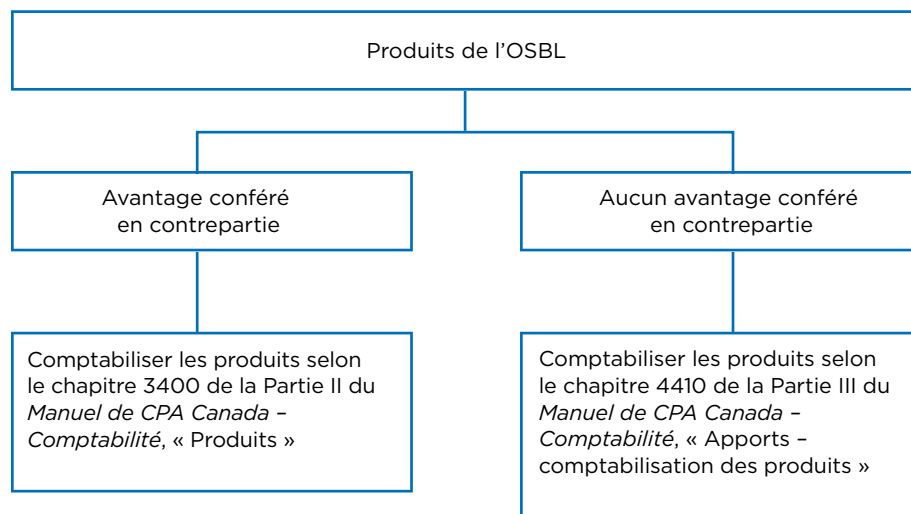 Produits de l’OSBL
Avantage conféré
en contrepartie
Aucun avantage conféré
en contrepartie
Comptabiliser les produits selon
le chapitre 3400 de la Partie II du
Manuel de CPA Canada –
Comptabilité, « Produits »
Comptabiliser les produits selon
le chapitre 4410 de la Partie III du
Manuel de CPA Canada –
Comptabilité, « Apports –
comptabilisation des produits »